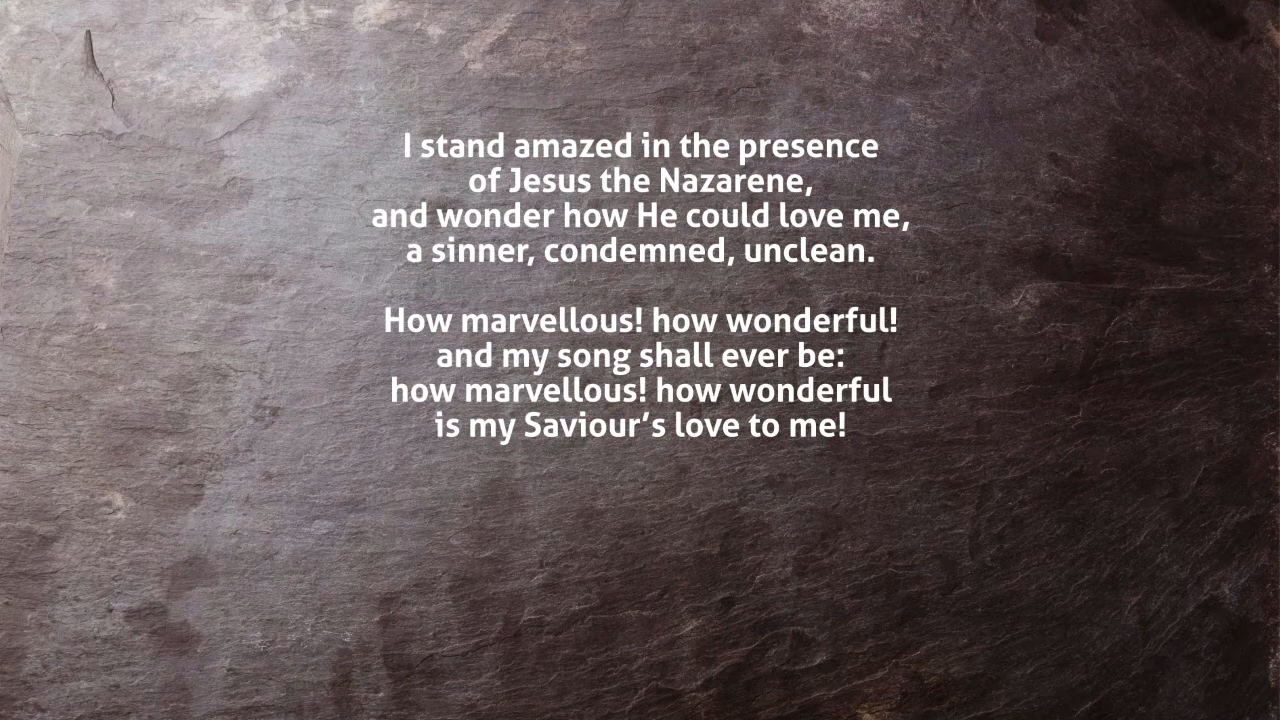 I stand amazed in the presence
of Jesus the Nazarene,
and wonder how He could love me,
a sinner, condemned, unclean.
How marvellous! how wonderful!
and my song shall ever be:
how marvellous! how wonderful
is my Saviour’s love to me!